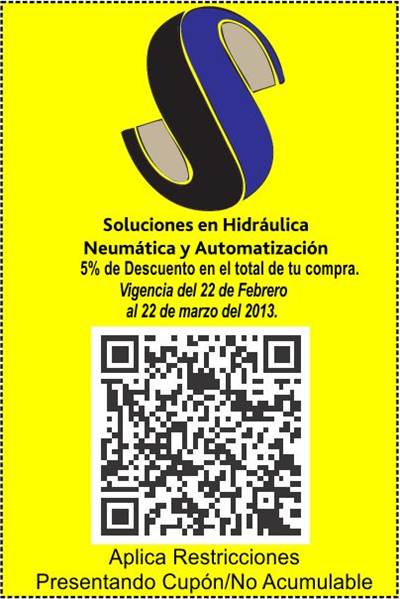 Soluciones en Hidráulica
Neumática y Automatización
5% de Descuento en el total de tu compra.
Vigencia del 22 de Febrero
al 22 de marzo del 2013.
Aplica Restricciones
Presentando Cupón/No Acumulable